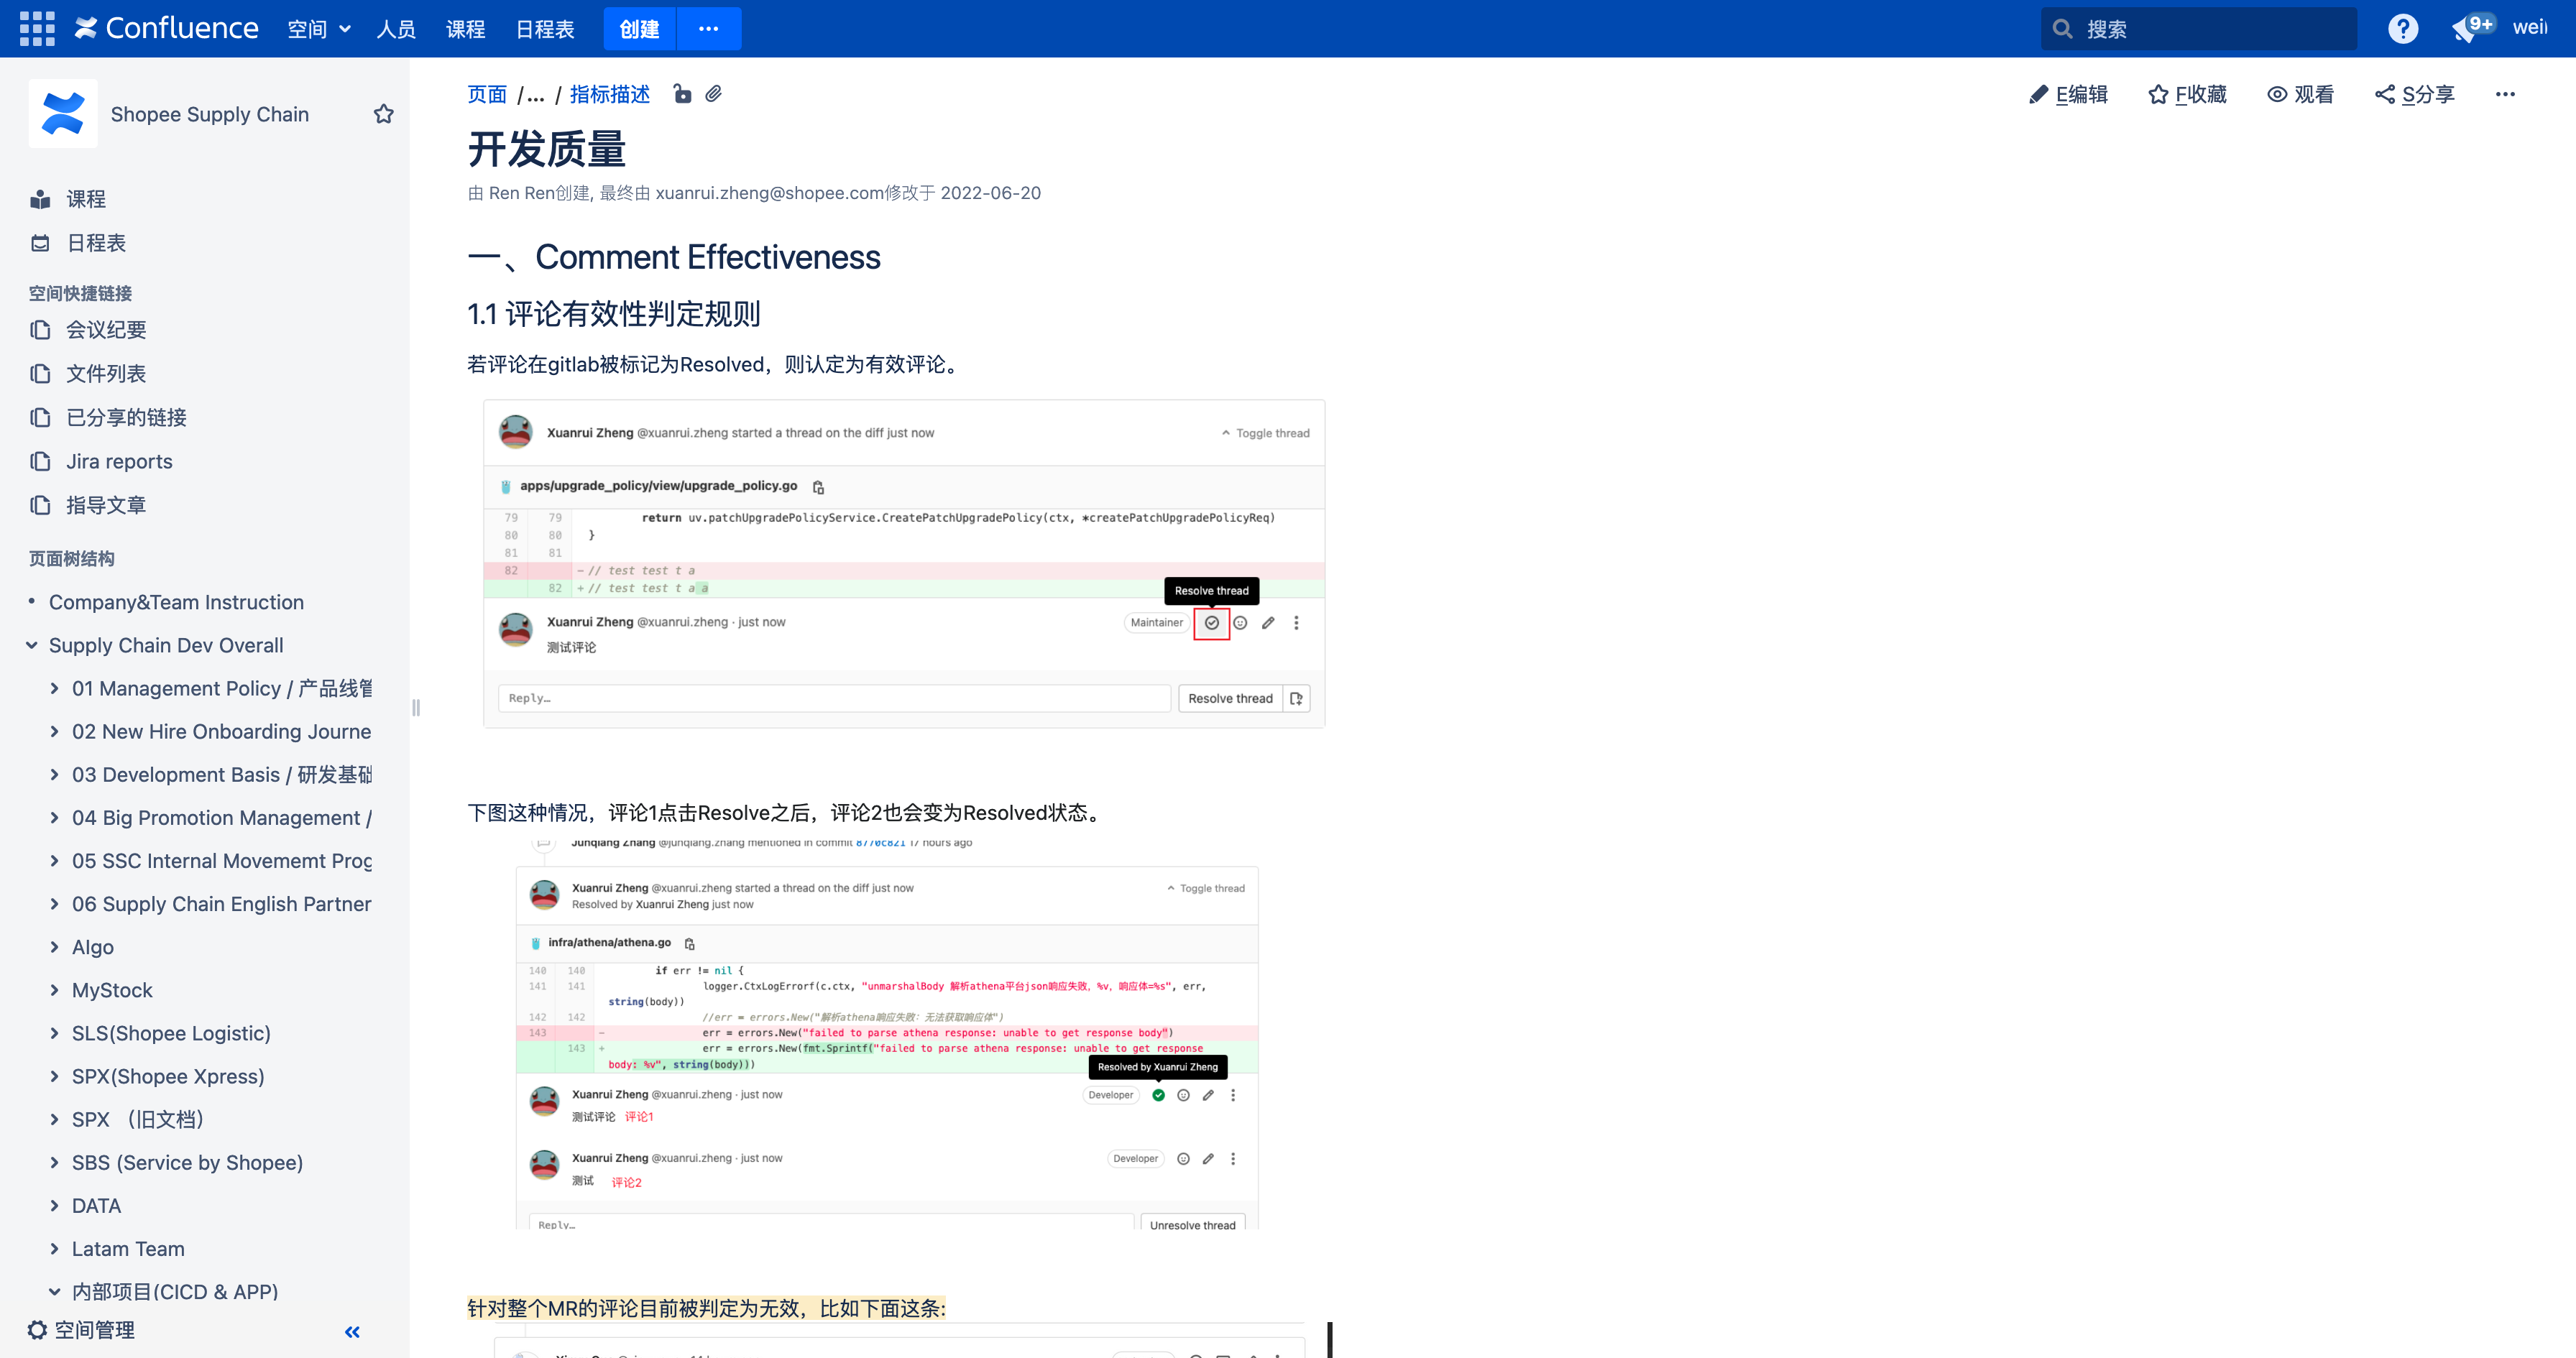 Confluence 空间 人员 课程 日程表 创建 ··· 搜索 9+
Shopee Supply Chain
课程
日程表
空间快捷链接
会议纪要
文件列表
已分享的链接
Jira reports
指导文章
页面树结构
Company&Team Instruction
Supply Chain Dev Overall
01 Management Policy / 产品线管
02 New Hire Onboarding Journe
03 Development Basis / 研发基础
04 Big Promotion Management /
05 SSC Internal Movememt Prog
06 Supply Chain English Partner
Algo
MyStock
SLS(Shopee Logistic)
SPX(Shopee Xpress)
SPX （旧文档）
SBS (Service by Shopee)
DATA
Latam Team
内部项目(CICD & APP)
空间管理
页面 /... / 指标描述
E编辑 F收藏 观看 S分享 ···
开发质量
由 Ren Ren创建, 最终由 xuanrui.zheng@shopee.com修改于 2022-06-20
一、Comment Effectiveness
1.1 评论有效性判定规则
若评论在gitlab被标记为Resolved，则认定为有效评论。
Xuanrui Zheng @xuanrui.zheng started a thread on the diff just now Toggle thread
apps/upgrade_policy/view/upgrade_policy.go
79 79 return uv.patchUpgradePolicyService.CreatePatchUpgradePolicy(ctx, *createPatchUpgradePolicyReq)
80 80 }
81 81
82 - // test test t a
82 + // test test t a a
Resolve thread
Xuanrui Zheng @xuanrui.zheng · just now Maintainer
测试评论
Reply… Resolve thread
下图这种情况，评论1点击Resolve之后，评论2也会变为Resolved状态。
Junqiang Zhang @junqiang.zhang mentioned in commit 8770c821 17 hours ago
Xuanrui Zheng @xuanrui.zheng started a thread on the diff just now Toggle thread
Resolved by Xuanrui Zheng just now
infra/athena/athena.go
140 140 if err != nil {
141 141 logger.CtxLogErrorf(c.ctx, "unmarshalBody 解析athena平台json响应失败，%v，响应体=%s", err,
string(body))
142 142 //err = errors.New("解析athena响应失败：无法获取响应体")
143 - err = errors.New("failed to parse athena response: unable to get response body")
143 + err = errors.New(fmt.Sprintf("failed to parse athena response: unable to get response
body: %v", string(body)))
Resolved by Xuanrui Zheng
Xuanrui Zheng @xuanrui.zheng · just now Developer
测试评论 评论1
Xuanrui Zheng @xuanrui.zheng · just now Developer
测试 评论2
Reply… Unresolve thread
针对整个MR的评论目前被判定为无效，比如下面这条: